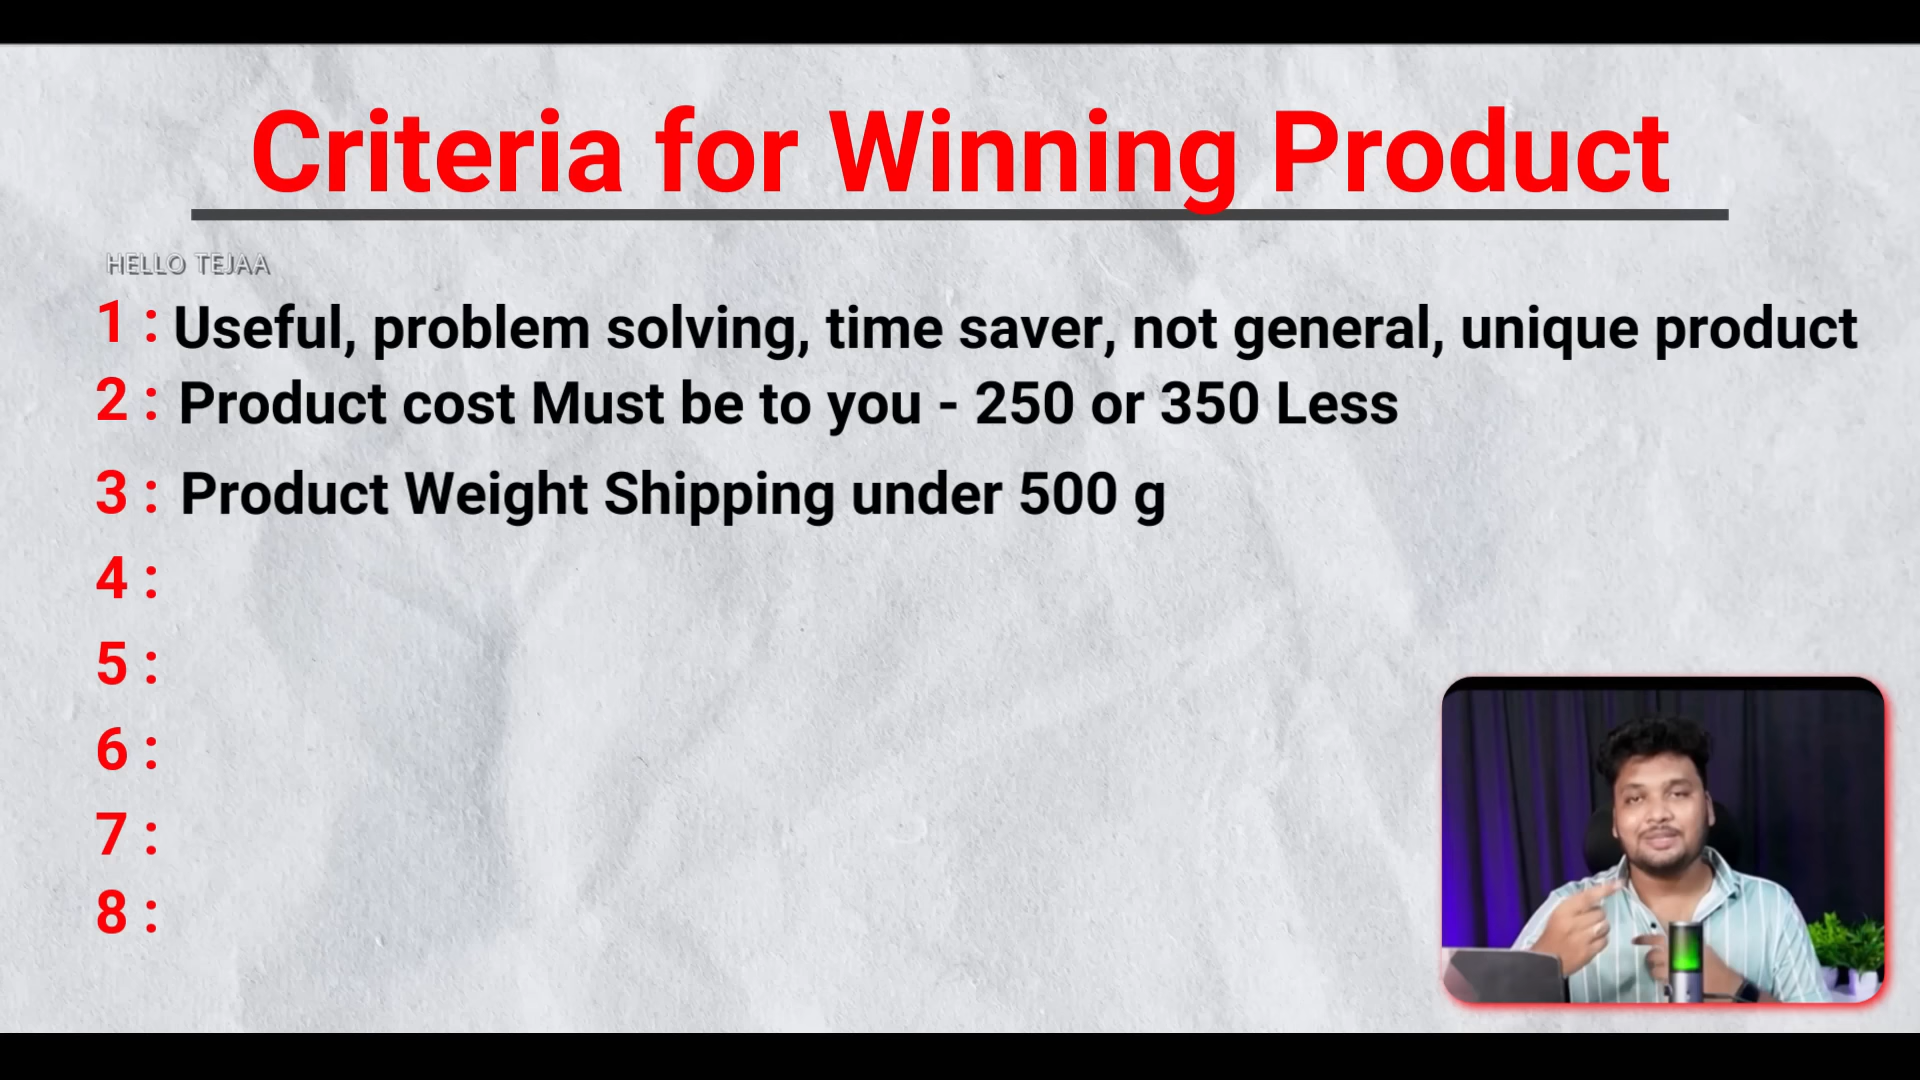 Criteria for Winning Product
HELLO TEJAA
1 : Useful, problem solving, time saver, not general, unique product
2 : Product cost Must be to you - 250 or 350 Less
3 : Product Weight Shipping under 500 g
4 :
5 :
6 :
7 :
8 :